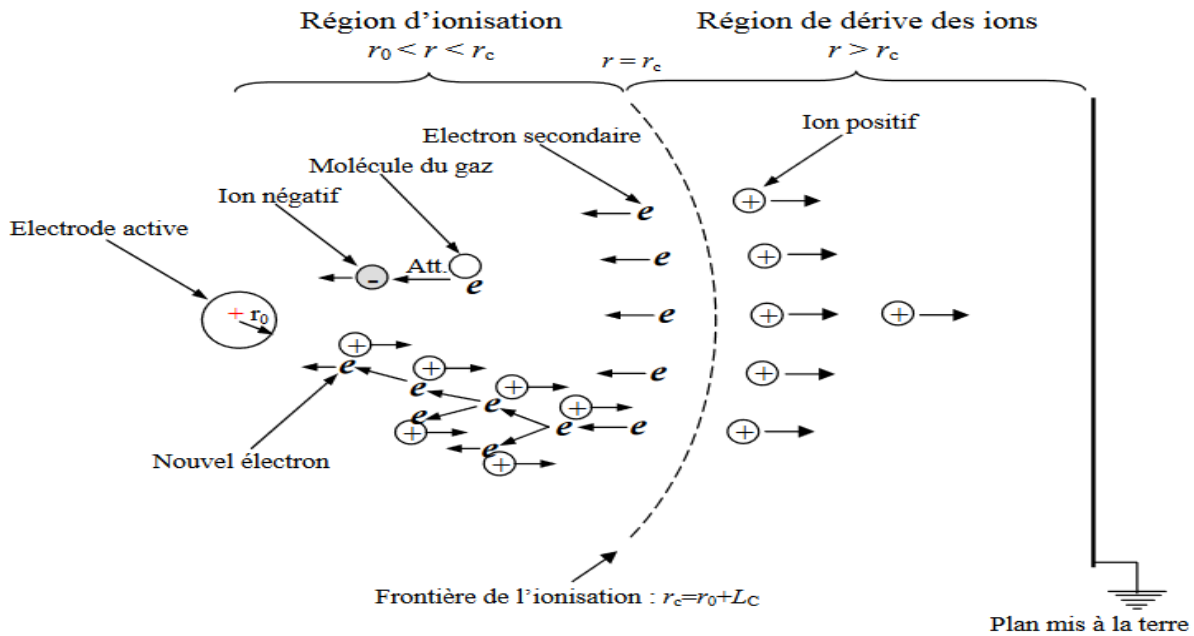 Région d'ionisation
r0 < r < rc
Région de dérive des ions
r > rc
r = rc
Electron secondaire
Ion positif
Molécule du gaz
Ion négatif
Electrode active
e
+
e
+
Att.
-
e
+ r0
e
+
+
+
e
+
e
+
e
+
e
+
e
+
e
e
e
+
+
e
+
Nouvel électron
Frontière de l'ionisation : rc=r0+LC
Plan mis à la terre